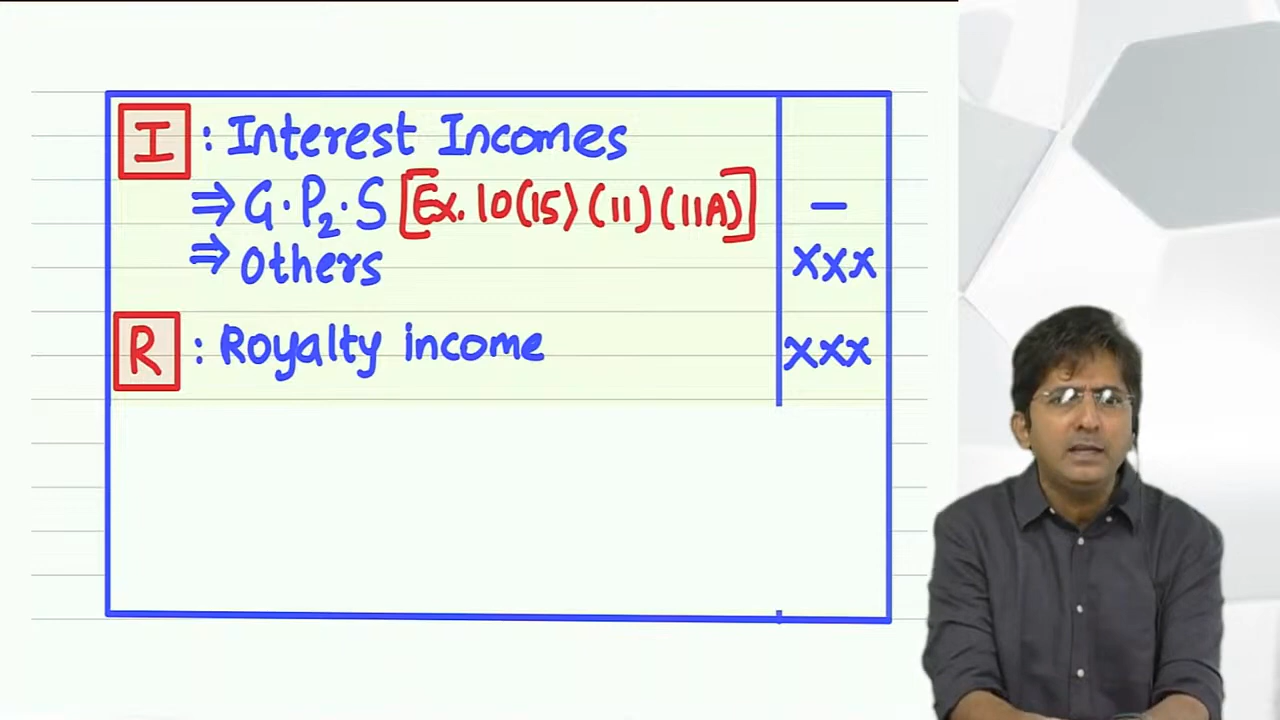 I : Interest Incomes
⇒ G.P₂.S [Ex. 10(15) (11) (11A)] –
⇒ Others xxx
R : Royalty income xxx